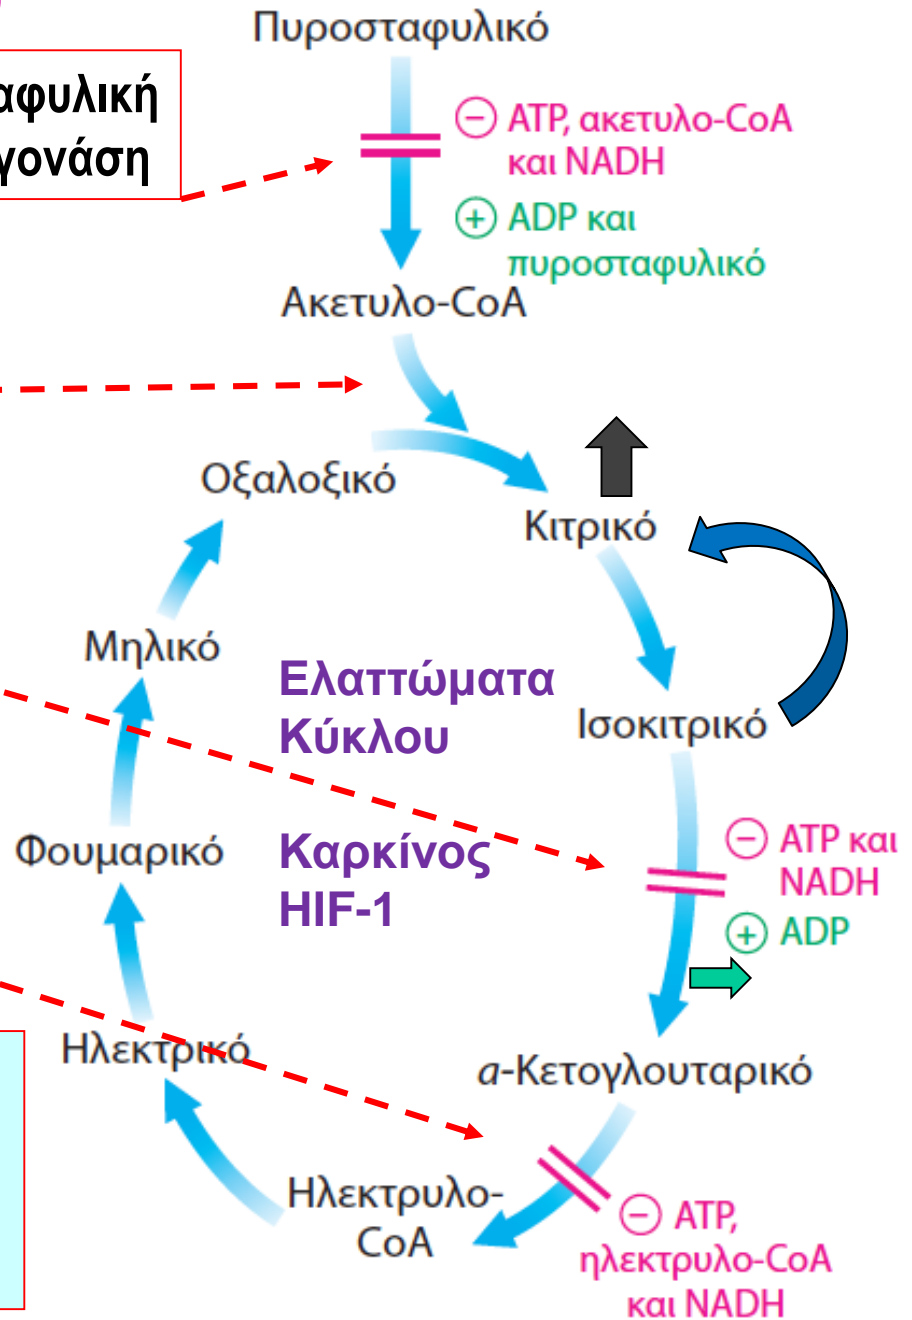 Πυροσταφυλικό
αφυλική
γονάση
− ATP, ακετυλο-CoA
και NADH
+ ADP και
πυροσταφυλικό
Ακετυλο-CoA
Οξαλοξικό
Κιτρικό
Μηλικό
Ελαττώματα
Κύκλου
Ισοκιτρικό
Φουμαρικό
Καρκίνος
HIF-1
− ATP και
NADH
+ ADP
Ηλεκτρικό
α-Κετογλουταρικό
Ηλεκτρυλο-
CoA
− ATP,
ηλεκτρυλο-CoA
και NADH